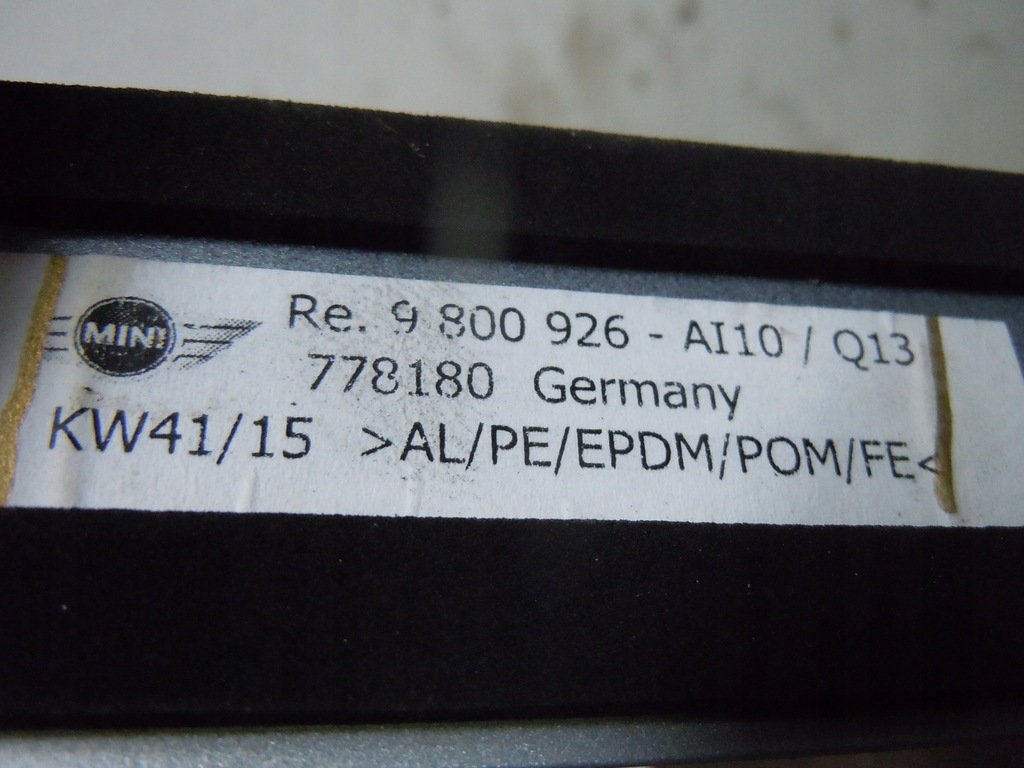 MINI Re. 9 800 926 - AI10 / Q13
778180 Germany
KW41/15 >AL/PE/EPDM/POM/FE<